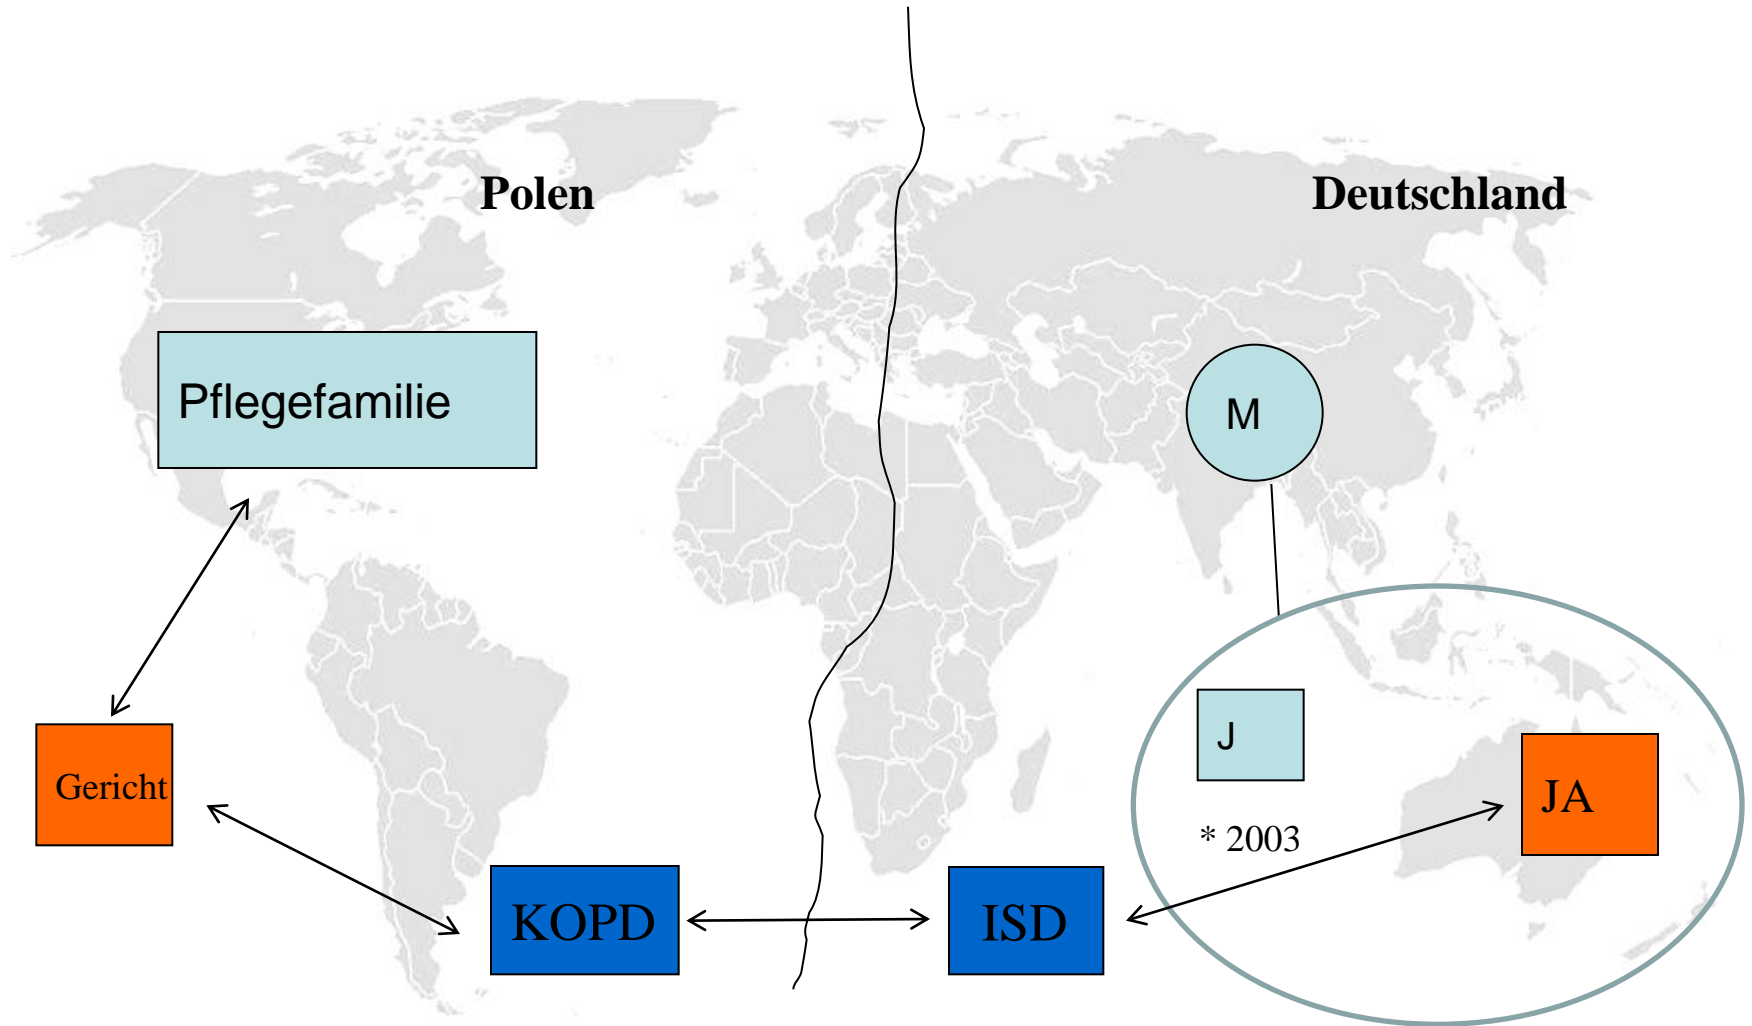 Polen
Deutschland
Pflegefamilie
M
J
Gericht
JA
* 2003
KOPD
ISD